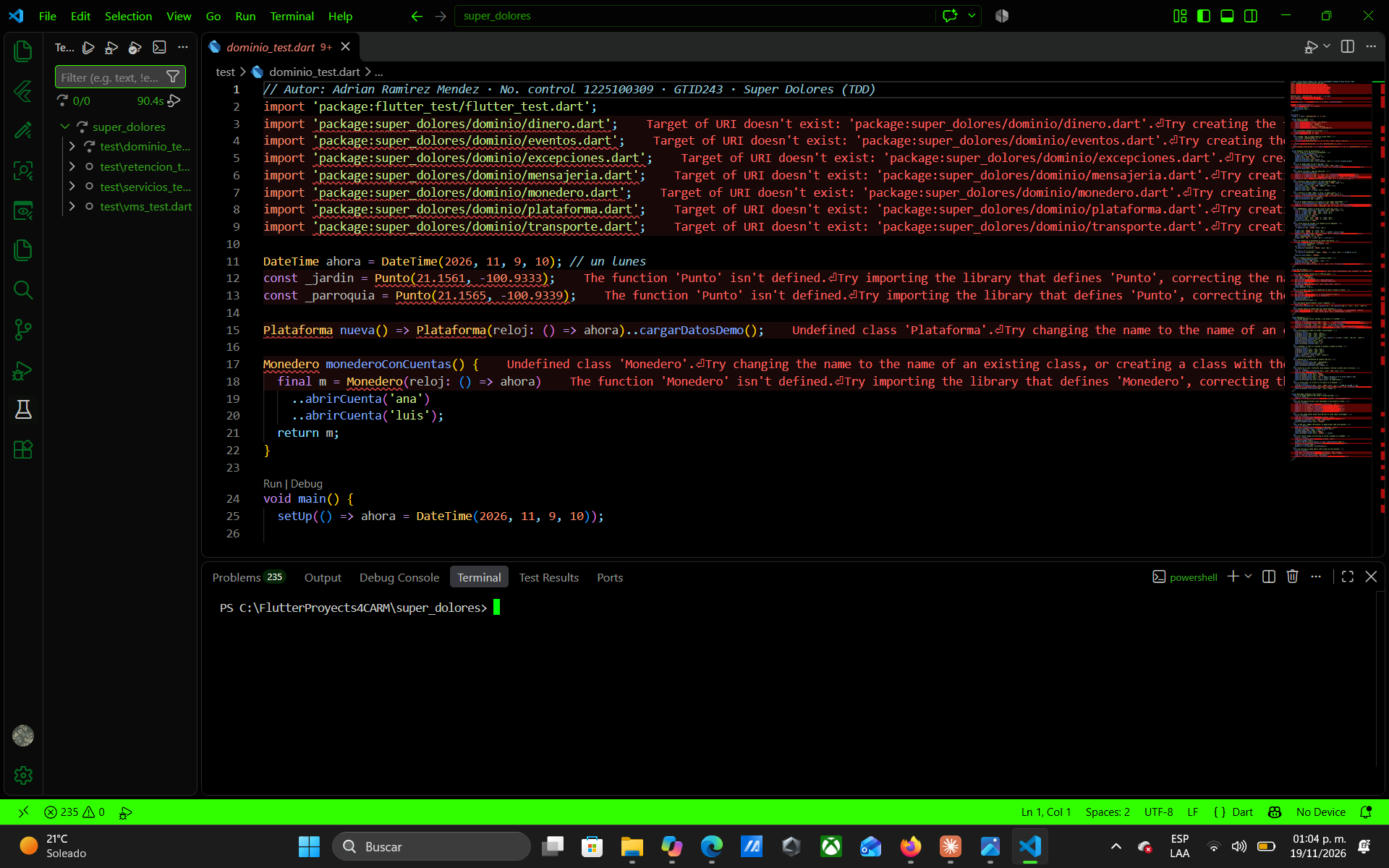 File Edit Selection View Go Run Terminal Help
super_dolores
Te...
dominio_test.dart 9+
Filter (e.g. text, !e...
test > dominio_test.dart > ...
0/0 90.4s
super_dolores
test\dominio_te...
test\retencion_t...
test\servicios_te...
test\vms_test.dart
1 // Autor: Adrian Ramirez Mendez · No. control 1225100309 · GTID243 · Super Dolores (TDD)
2 import 'package:flutter_test/flutter_test.dart';
3 import 'package:super_dolores/dominio/dinero.dart'; Target of URI doesn't exist: 'package:super_dolores/dominio/dinero.dart'.⏎Try creating the
4 import 'package:super_dolores/dominio/eventos.dart'; Target of URI doesn't exist: 'package:super_dolores/dominio/eventos.dart'.⏎Try creating the
5 import 'package:super_dolores/dominio/excepciones.dart'; Target of URI doesn't exist: 'package:super_dolores/dominio/excepciones.dart'.⏎Try crea
6 import 'package:super_dolores/dominio/mensajeria.dart'; Target of URI doesn't exist: 'package:super_dolores/dominio/mensajeria.dart'.⏎Try creati
7 import 'package:super_dolores/dominio/monedero.dart'; Target of URI doesn't exist: 'package:super_dolores/dominio/monedero.dart'.⏎Try creating t
8 import 'package:super_dolores/dominio/plataforma.dart'; Target of URI doesn't exist: 'package:super_dolores/dominio/plataforma.dart'.⏎Try creati
9 import 'package:super_dolores/dominio/transporte.dart'; Target of URI doesn't exist: 'package:super_dolores/dominio/transporte.dart'.⏎Try creati
10
11 DateTime ahora = DateTime(2026, 11, 9, 10); // un lunes
12 const _jardin = Punto(21.1561, -100.9333); The function 'Punto' isn't defined.⏎Try importing the library that defines 'Punto', correcting the na
13 const _parroquia = Punto(21.1565, -100.9339); The function 'Punto' isn't defined.⏎Try importing the library that defines 'Punto', correcting the
14
15 Plataforma nueva() => Plataforma(reloj: () => ahora)..cargarDatosDemo(); Undefined class 'Plataforma'.⏎Try changing the name to the name of an e
16
17 Monedero monederoConCuentas() { Undefined class 'Monedero'.⏎Try changing the name to the name of an existing class, or creating a class with the
18 final m = Monedero(reloj: () => ahora) The function 'Monedero' isn't defined.⏎Try importing the library that defines 'Monedero', correcting th
19 ..abrirCuenta('ana')
20 ..abrirCuenta('luis');
21 return m;
22 }
23
Run | Debug
24 void main() {
25 setUp(() => ahora = DateTime(2026, 11, 9, 10));
26
Problems 235 Output Debug Console Terminal Test Results Ports
powershell
PS C:\FlutterProyects4CARM\super_dolores>
235 0
Ln 1, Col 1 Spaces: 2 UTF-8 LF { } Dart No Device
21°C
Soleado
Buscar
ESP
LAA
01:04 p. m.
19/11/2026